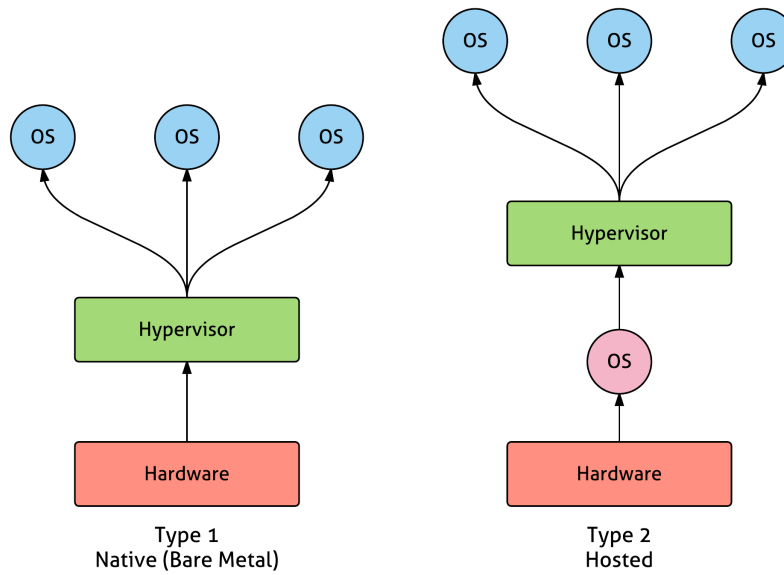 OS
OS
OS
Hypervisor
Hardware
Type 1
Native (Bare Metal)
OS
OS
OS
Hypervisor
OS
Hardware
Type 2
Hosted